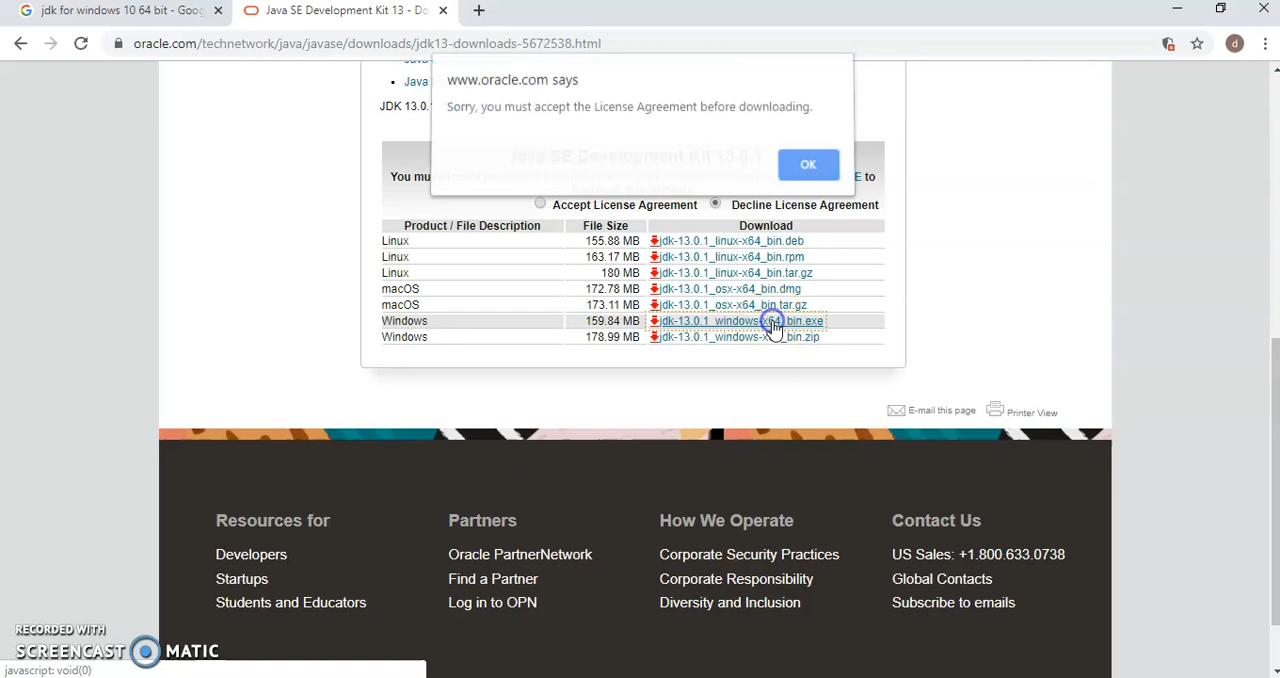 jdk for windows 10 64 bit - Goog
Java SE Development Kit 13 - Do
oracle.com/technetwork/java/javase/downloads/jdk13-downloads-5672538.html
d
www.oracle.com says
Sorry, you must accept the License Agreement before downloading.
OK
Java
JDK 13.0.
Java SE Development Kit 13.0.1
You mu
E to
Accept License Agreement Decline License Agreement
Product / File Description File Size Download
Linux 155.88 MB jdk-13.0.1_linux-x64_bin.deb
Linux 163.17 MB jdk-13.0.1_linux-x64_bin.rpm
Linux 180 MB jdk-13.0.1_linux-x64_bin.tar.gz
macOS 172.78 MB jdk-13.0.1_osx-x64_bin.dmg
macOS 173.11 MB jdk-13.0.1_osx-x64_bin.tar.gz
Windows 159.84 MB jdk-13.0.1_windows-x64_bin.exe
Windows 178.99 MB jdk-13.0.1_windows-x _bin.zip
E-mail this page Printer View
Resources for
Developers
Startups
Students and Educators
Partners
Oracle PartnerNetwork
Find a Partner
Log in to OPN
How We Operate
Corporate Security Practices
Corporate Responsibility
Diversity and Inclusion
Contact Us
US Sales: +1.800.633.0738
Global Contacts
Subscribe to emails
RECORDED WITH
SCREENCAST MATIC
javascript: void(0)